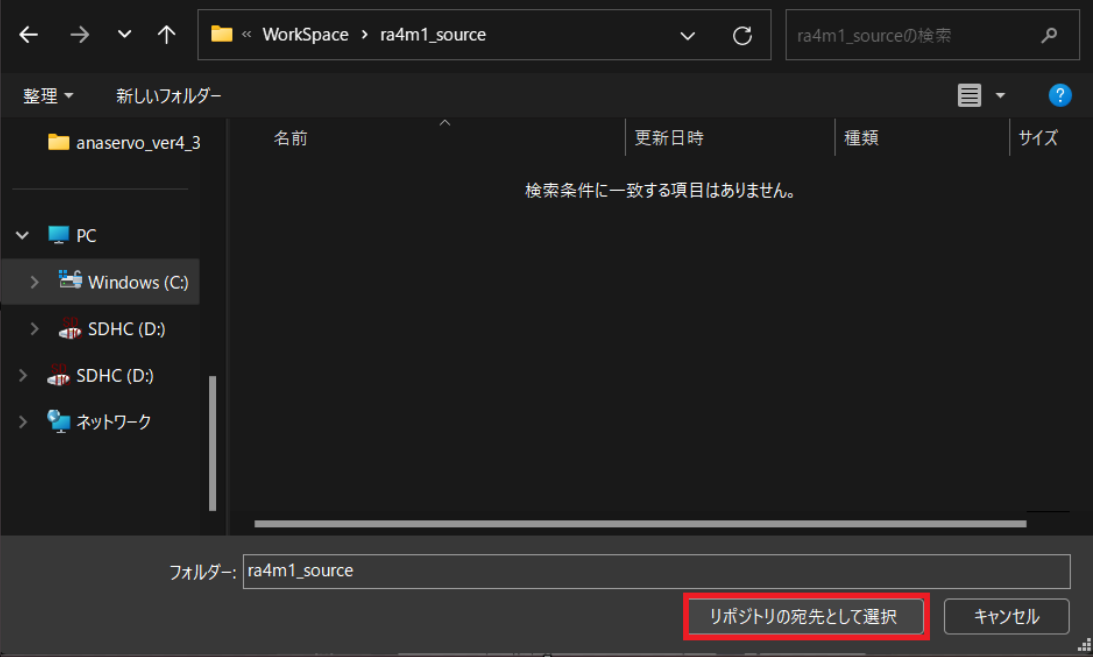 « WorkSpace › ra4m1_source
ra4m1_sourceの検索
整理 新しいフォルダー
?
anaservo_ver4_3
名前 更新日時 種類 サイズ
検索条件に一致する項目はありません。
PC
Windows (C:)
SDHC (D:)
SDHC (D:)
ネットワーク
フォルダー: ra4m1_source
リポジトリの宛先として選択 キャンセル